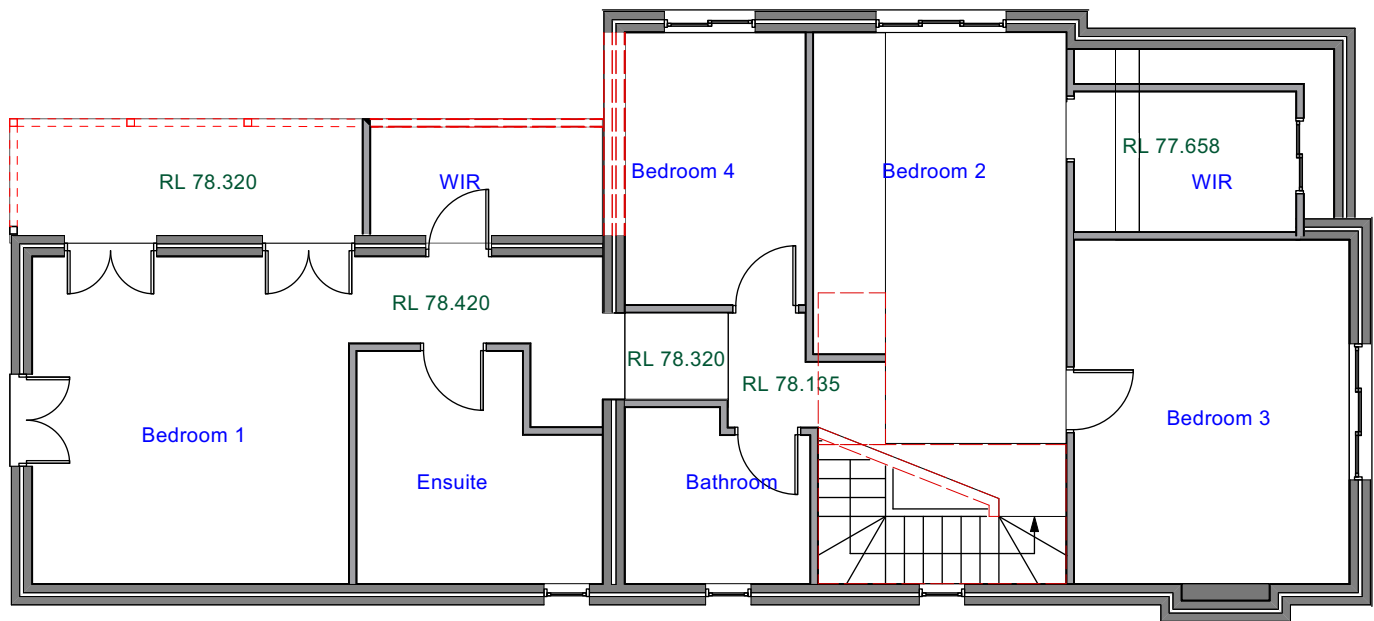 RL 77.658
Bedroom 4
Bedroom 2
RL 78.320
WIR
WIR
RL 78.420
RL 78.320
RL 78.135
Bedroom 3
Bedroom 1
Ensuite
Bathroom